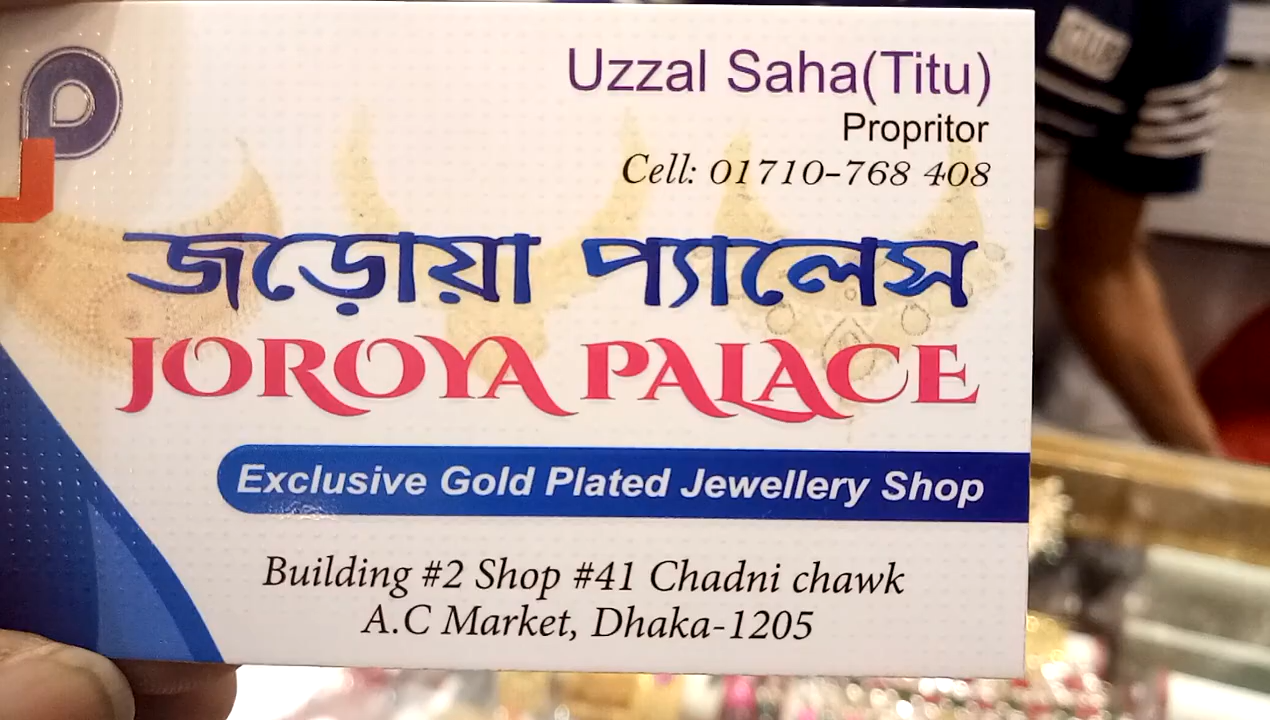 Uzzal Saha(Titu)
Propritor
Cell: 01710-768 408
জড়োয়া প্যালেস
JOROYA PALACE
Exclusive Gold Plated Jewellery Shop
Building #2 Shop #41 Chadni chawk
A.C Market, Dhaka-1205